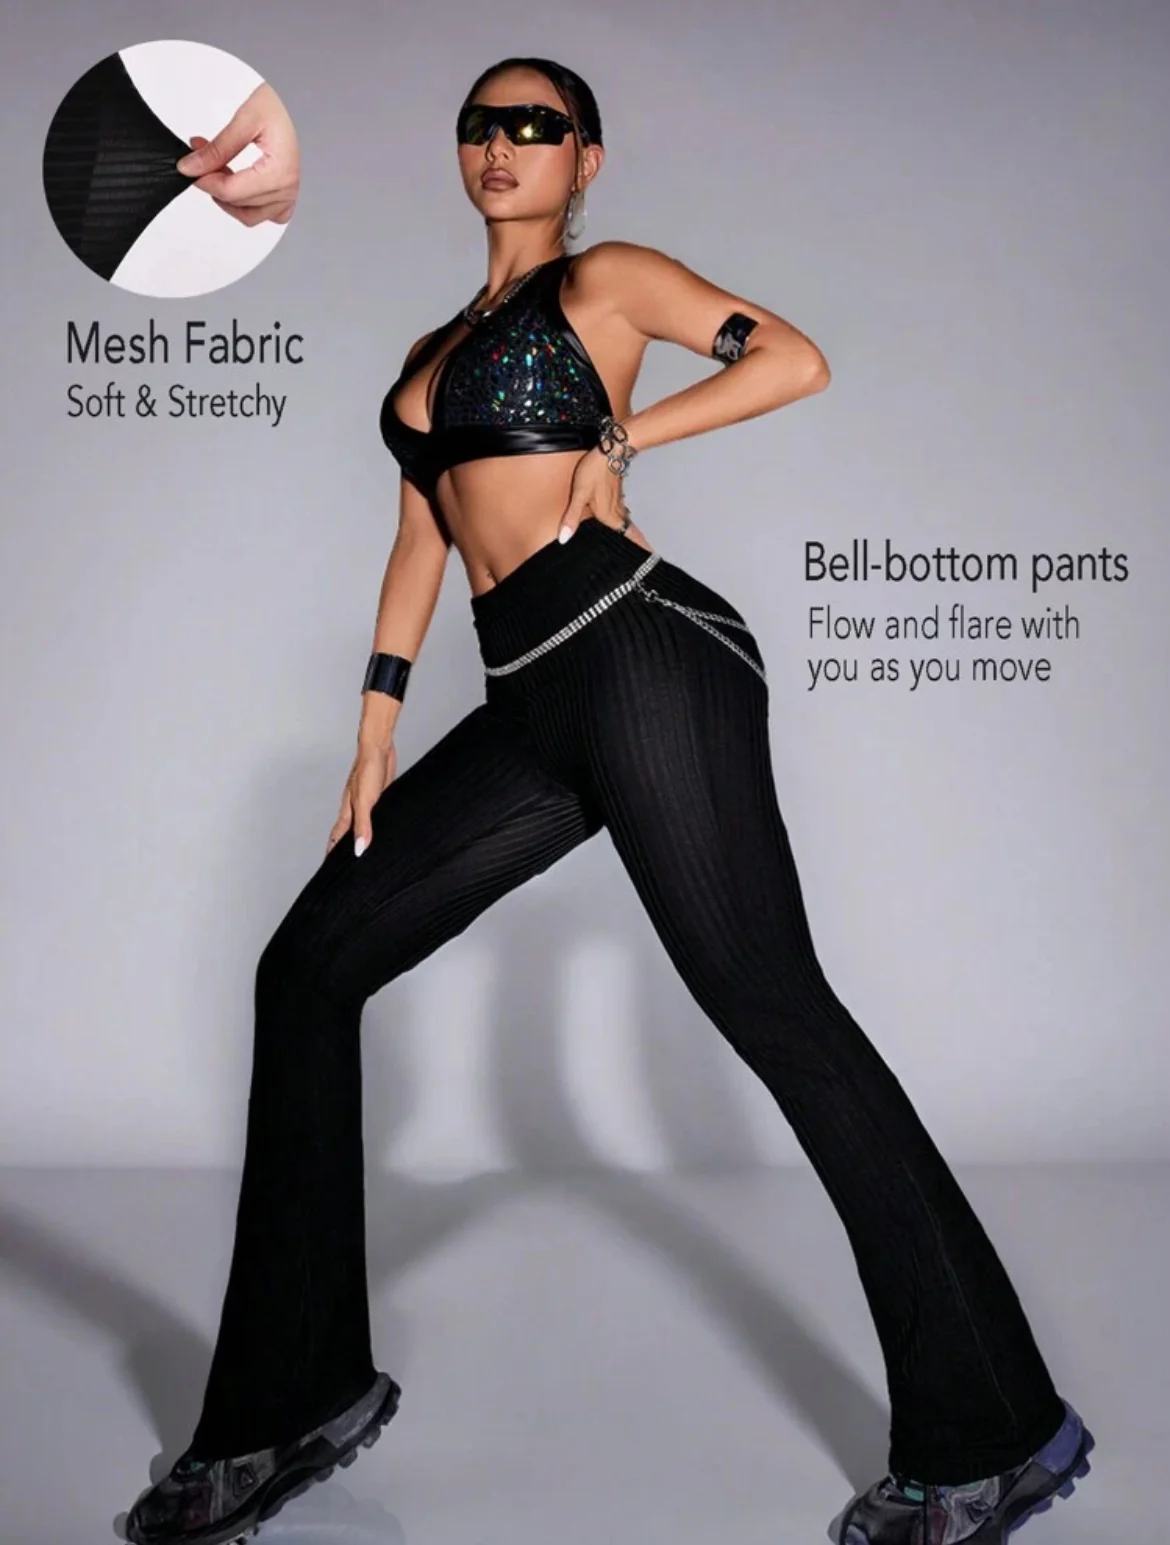 Mesh Fabric
Soft & Stretchy
Bell-bottom pants
Flow and flare with
you as you move